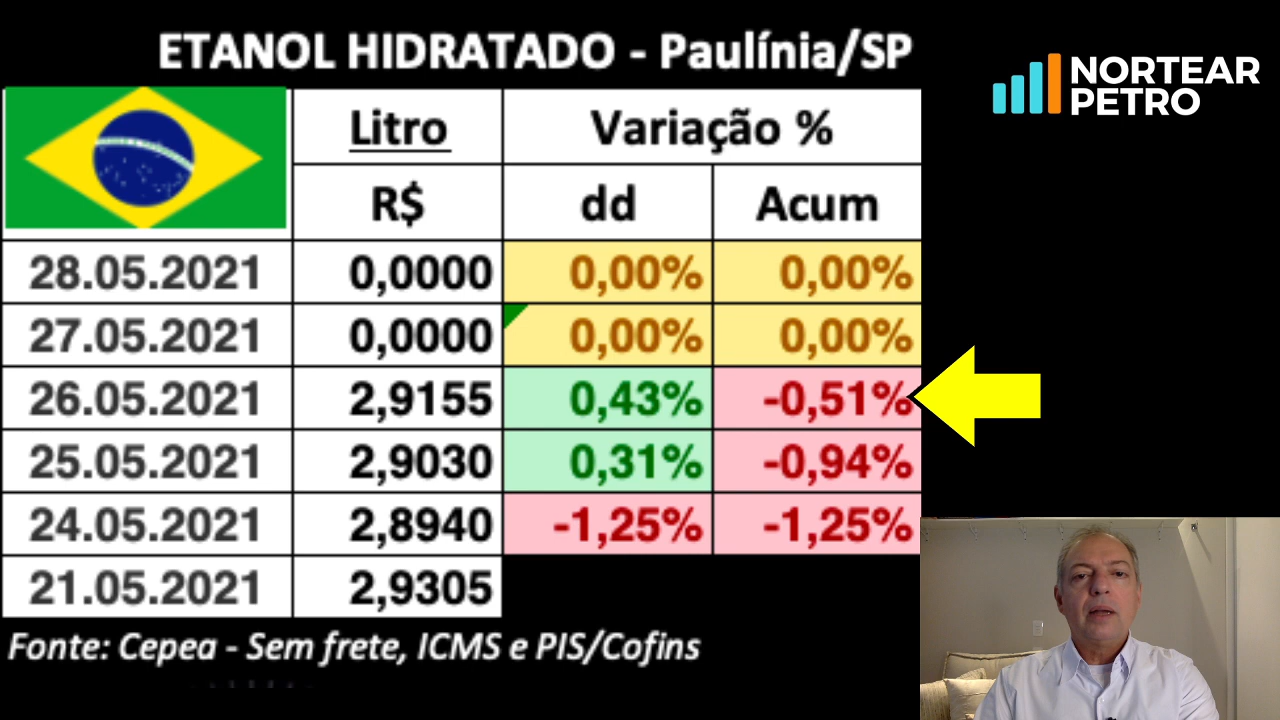 ETANOL HIDRATADO - Paulínia/SP
NORTEAR
PETRO
Litro
Variação %
R$ dd Acum
28.05.2021 0,0000 0,00% 0,00%
27.05.2021 0,0000 0,00% 0,00%
26.05.2021 2,9155 0,43% -0,51%
25.05.2021 2,9030 0,31% -0,94%
24.05.2021 2,8940 -1,25% -1,25%
21.05.2021 2,9305
Fonte: Cepea - Sem frete, ICMS e PIS/Cofins